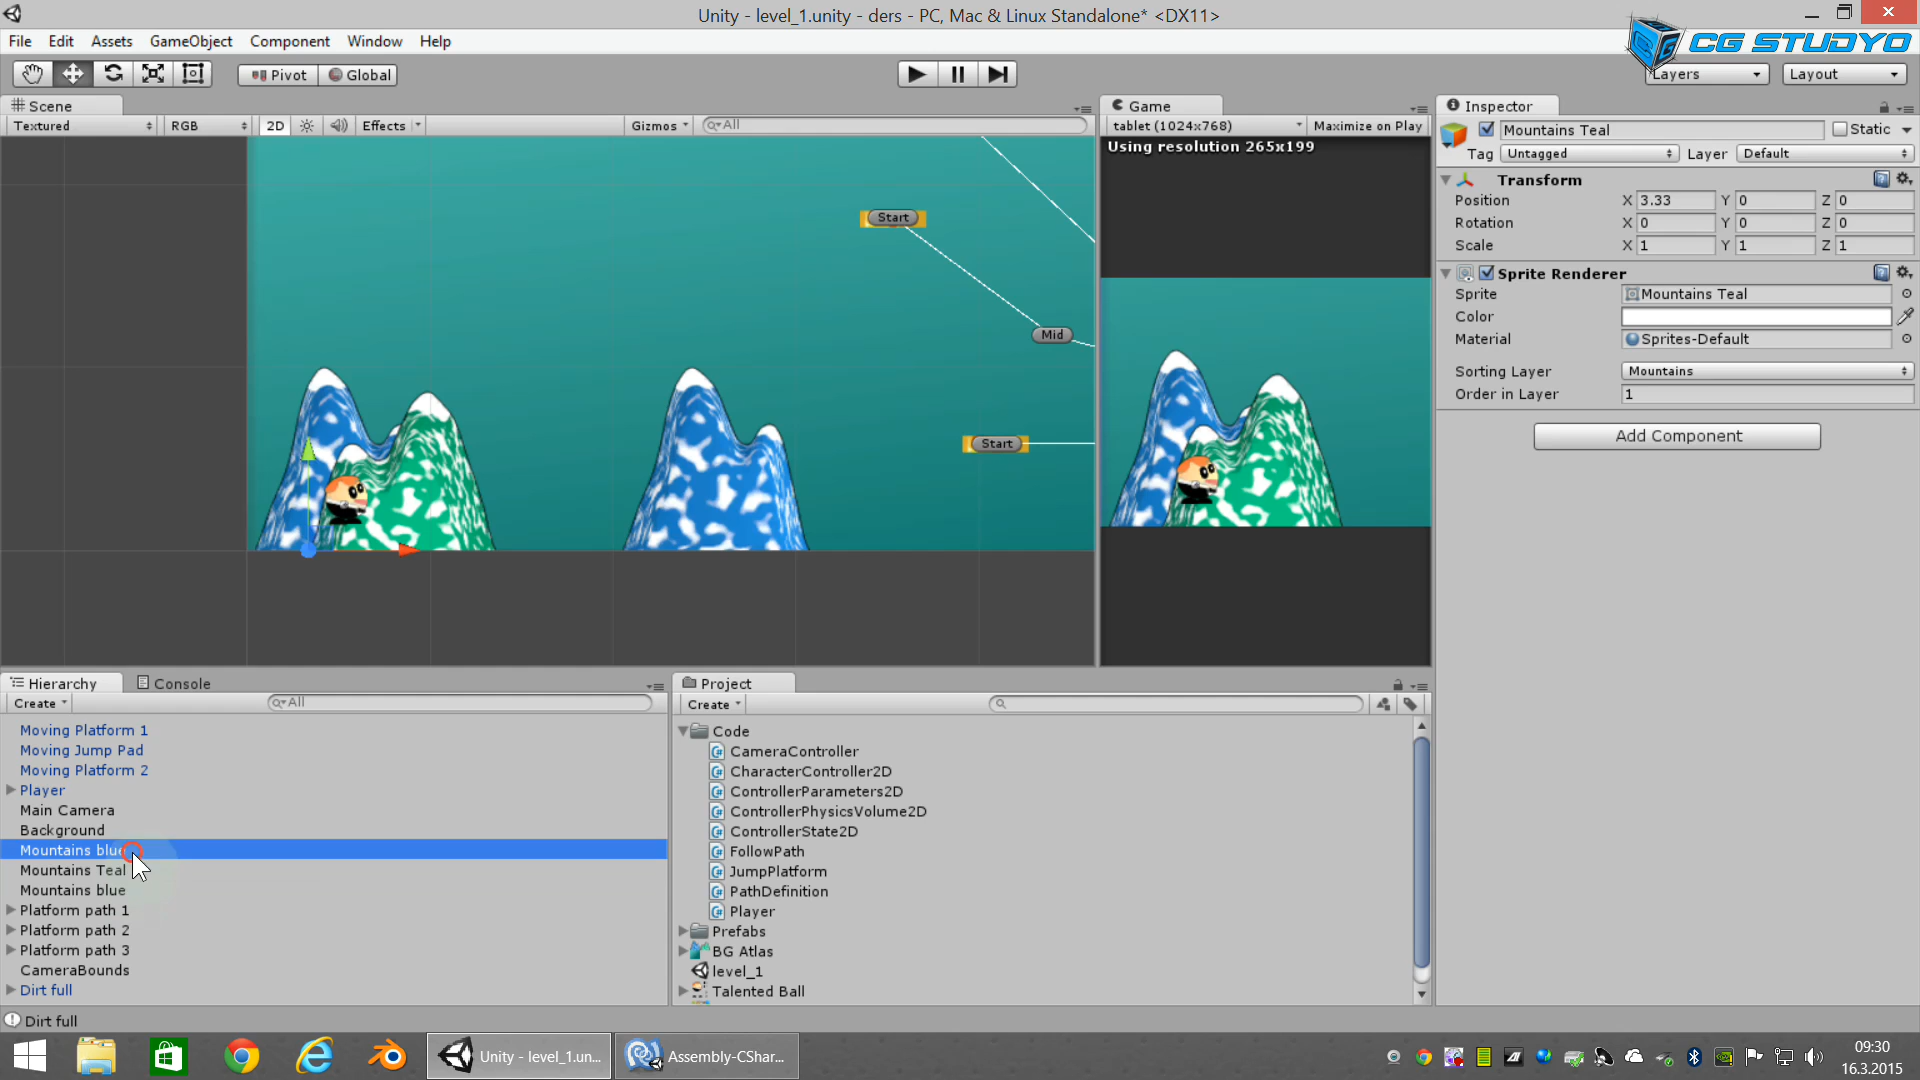 Unity - level_1.unity - ders - PC, Mac & Linux Standalone* <DX11>
File Edit Assets GameObject Component Window Help
CG STUDYO
Pivot Global Layers Layout
Scene Game Inspector
Textured RGB 2D Effects Gizmos All tablet (1024x768) Maximize on Play
Using resolution 265x199
Mountains Teal Static
Tag Untagged Layer Default
Transform
Position X 3.33 Y 0 Z 0
Rotation X 0 Y 0 Z 0
Scale X 1 Y 1 Z 1
Sprite Renderer
Sprite Mountains Teal
Color
Material Sprites-Default
Sorting Layer Mountains
Order in Layer 1
Add Component
Start
Mid
Start
Hierarchy Console
Create All
Moving Platform 1
Moving Jump Pad
Moving Platform 2
Player
Main Camera
Background
Mountains blue
Mountains Teal
Mountains blue
Platform path 1
Platform path 2
Platform path 3
CameraBounds
Dirt full
Project
Create
Code
CameraController
CharacterController2D
ControllerParameters2D
ControllerPhysicsVolume2D
ControllerState2D
FollowPath
JumpPlatform
PathDefinition
Player
Prefabs
BG Atlas
level_1
Talented Ball
Dirt full
Unity - level_1.un...
Assembly-CShar...
09:30
16.3.2015